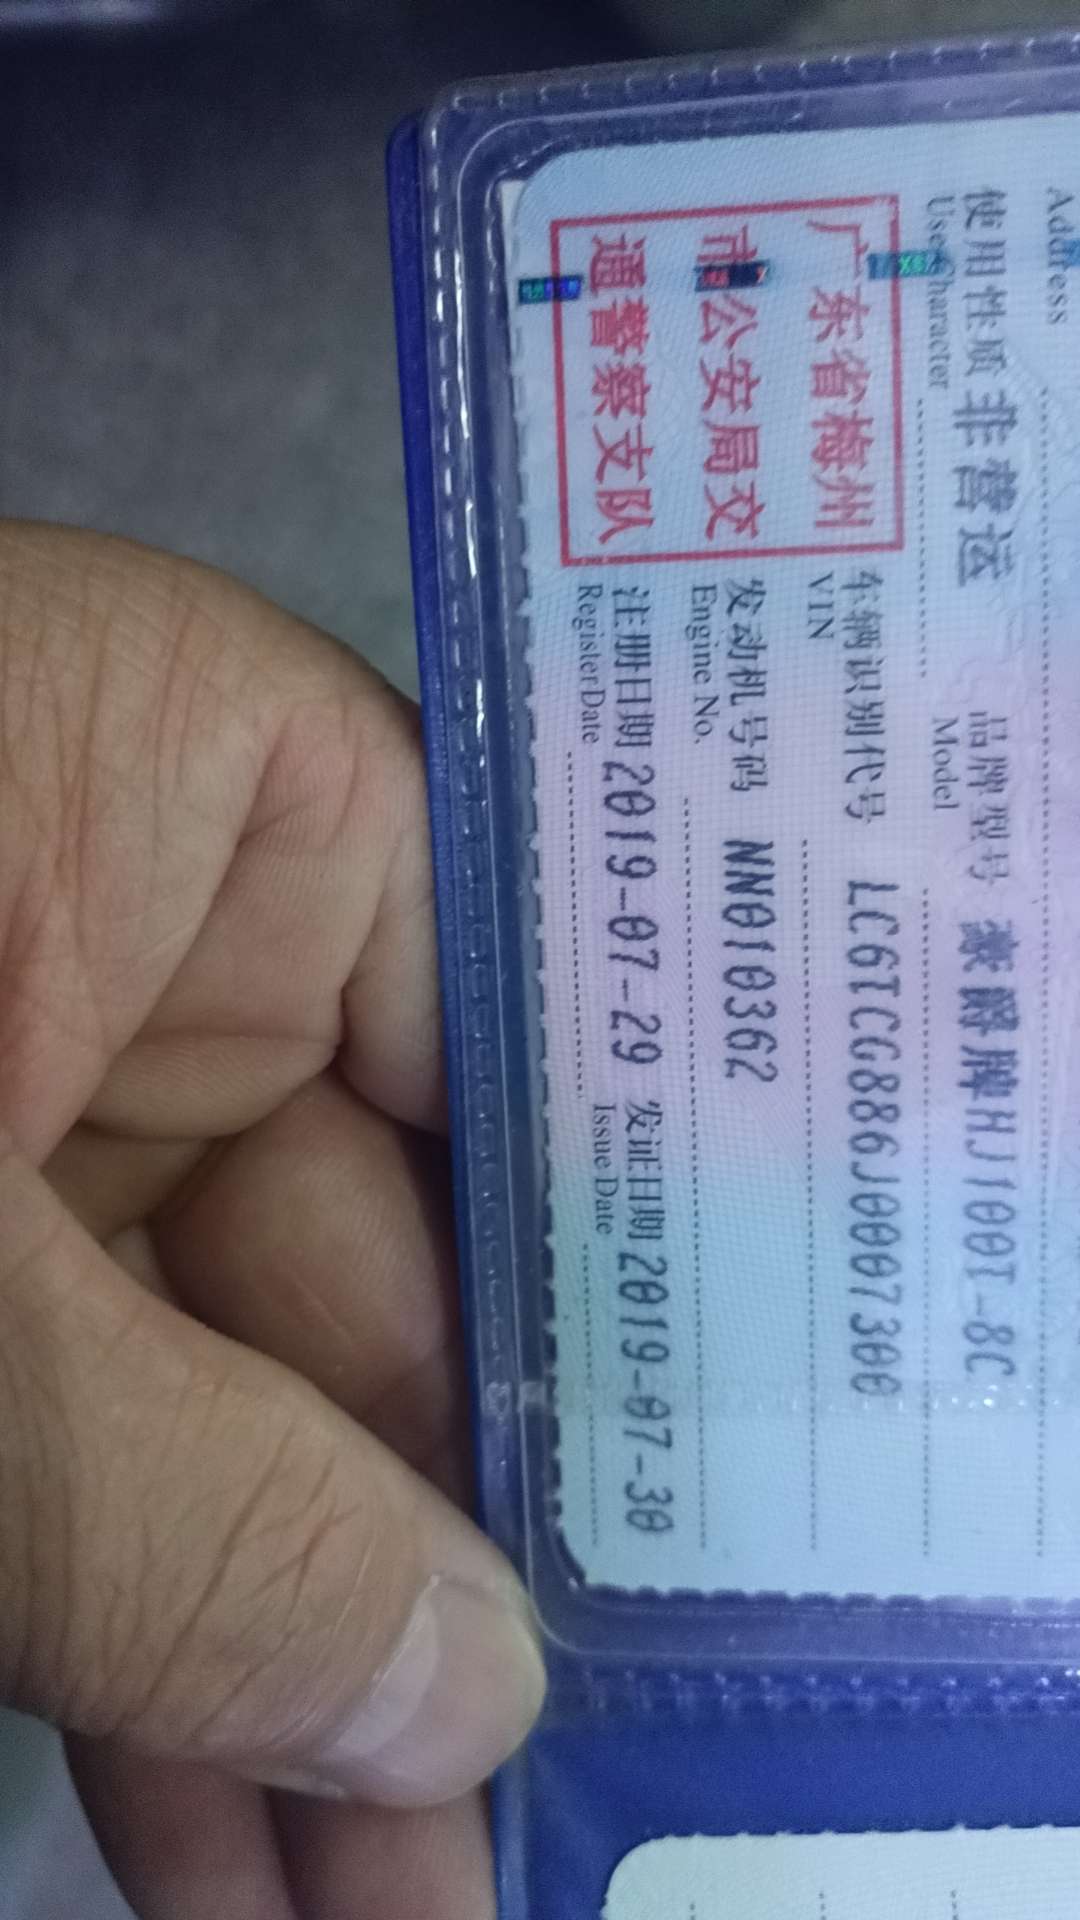 Address
使用性质 非营运 品牌型号 豪爵牌HJ100T-8C
Use Character Model
广东省梅州
市公安局交
通警察支队
车辆识别代号 LC6TCG886J0007300
VIN
发动机号码 NN010362
Engine No.
注册日期 2019-07-29 发证日期 2019-07-30
Register Date Issue Date